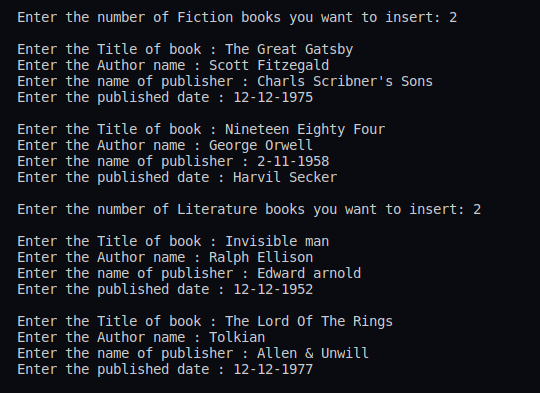 Enter the number of Fiction books you want to insert: 2
Enter the Title of book : The Great Gatsby
Enter the Author name : Scott Fitzegald
Enter the name of publisher : Charls Scribner's Sons
Enter the published date : 12-12-1975
Enter the Title of book : Nineteen Eighty Four
Enter the Author name : George Orwell
Enter the name of publisher : 2-11-1958
Enter the published date : Harvil Secker
Enter the number of Literature books you want to insert: 2
Enter the Title of book : Invisible man
Enter the Author name : Ralph Ellison
Enter the name of publisher : Edward arnold
Enter the published date : 12-12-1952
Enter the Title of book : The Lord Of The Rings
Enter the Author name : Tolkian
Enter the name of publisher : Allen & Unwill
Enter the published date : 12-12-1977